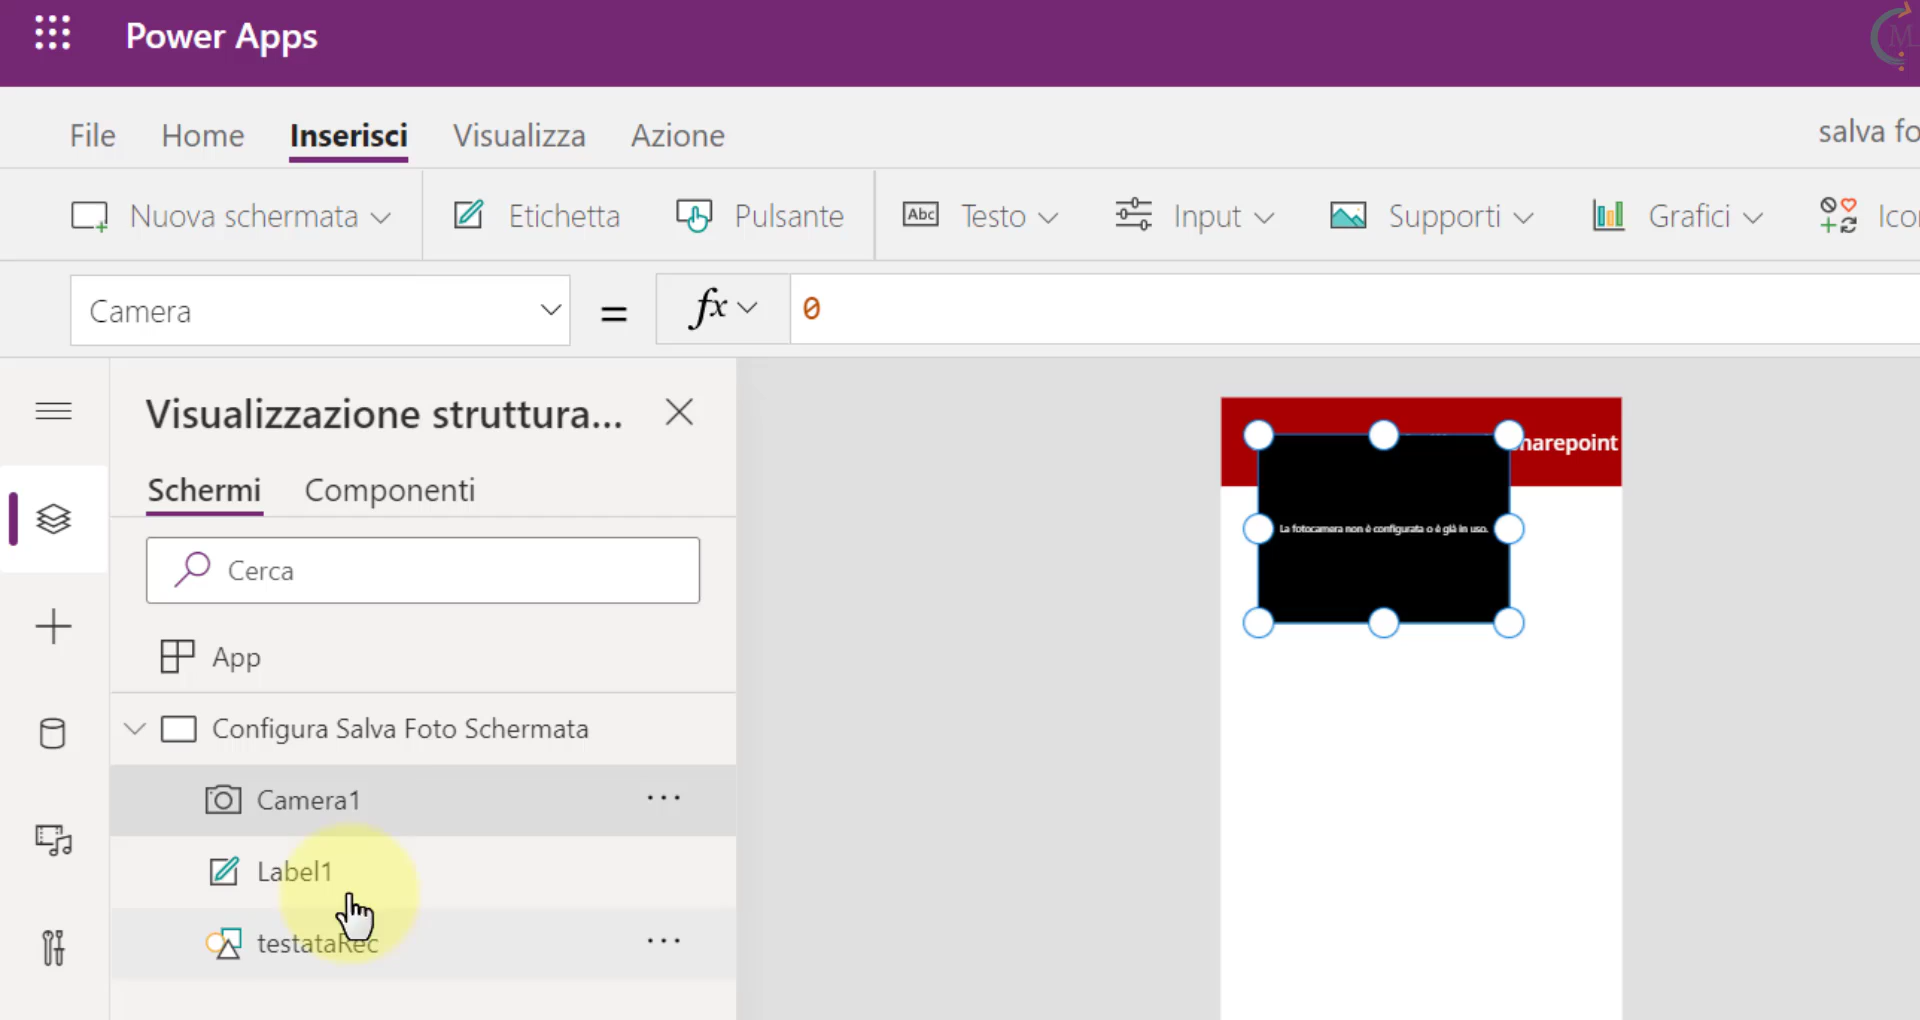 Power Apps
M
File Home Inserisci Visualizza Azione
salva fo
Nuova schermata Etichetta Pulsante Abc Testo Input Supporti Grafici Ico
Camera = fx 0
Visualizzazione struttura...
Schermi Componenti
Cerca
App
Configura Salva Foto Schermata
Camera1
Label1
testataRec
harepoint
La fotocamera non è configurata o è già in uso.